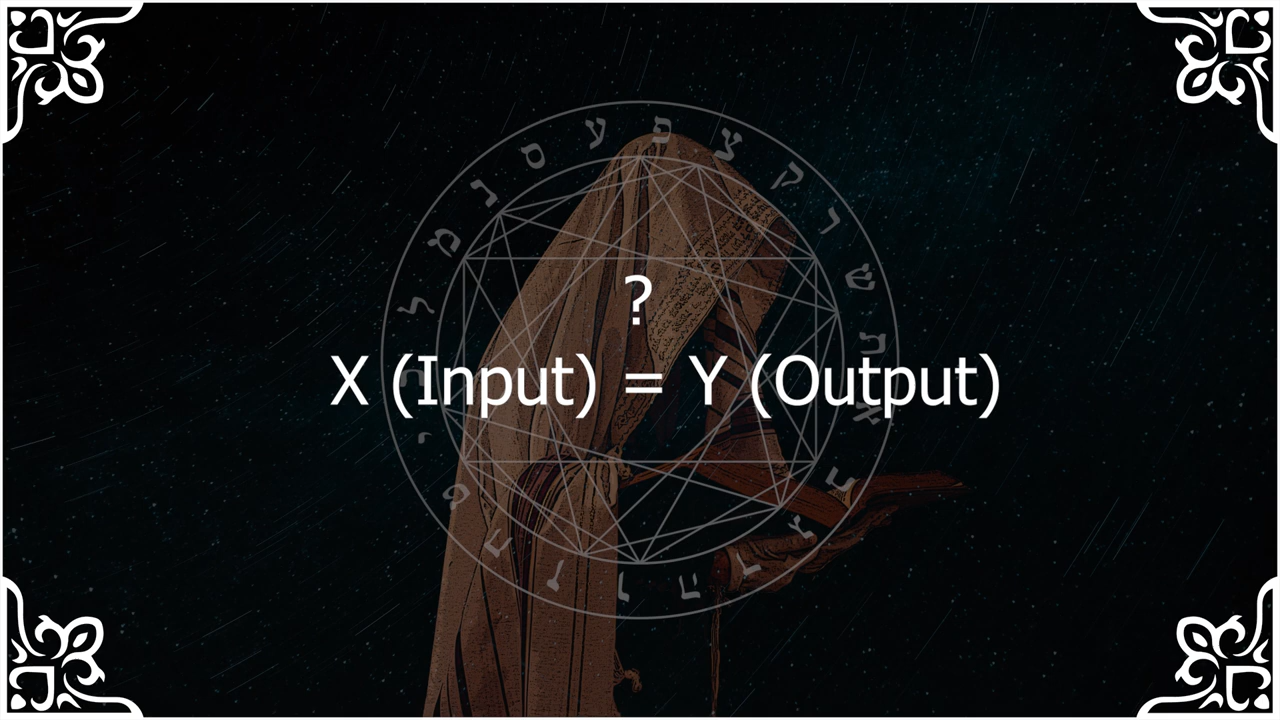 ?
X (Input) = Y (Output)
א ב ג ד ה ו ז ח ט י כ ל מ נ ס ע פ צ ק ר ש ת